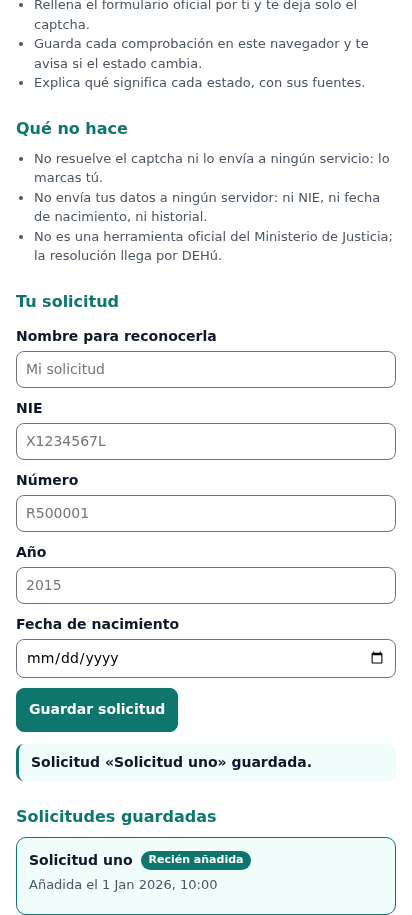 Rellena el formulario oficial por ti y te deja solo el
captcha.
Guarda cada comprobación en este navegador y te
avisa si el estado cambia.
Explica qué significa cada estado, con sus fuentes.
Qué no hace
No resuelve el captcha ni lo envía a ningún servicio: lo
marcas tú.
No envía tus datos a ningún servidor: ni NIE, ni fecha
de nacimiento, ni historial.
No es una herramienta oficial del Ministerio de Justicia;
la resolución llega por DEHú.
Tu solicitud
Nombre para reconocerla
Mi solicitud
NIE
X1234567L
Número
R500001
Año
2015
Fecha de nacimiento
mm/dd/yyyy
Guardar solicitud
Solicitud «Solicitud uno» guardada.
Solicitudes guardadas
Solicitud uno Recién añadida
Añadida el 1 Jan 2026, 10:00